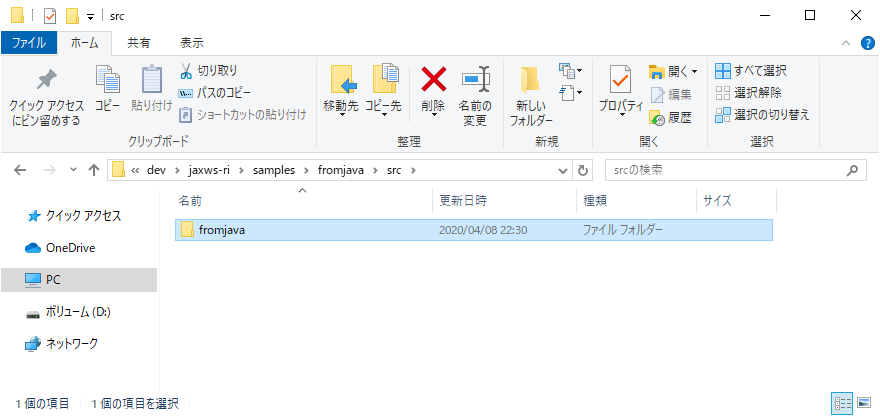 src
ファイル ホーム 共有 表示
クイック アクセス
にピン留めする
コピー
貼り付け
切り取り
パスのコピー
ショートカットの貼り付け
クリップボード
移動先
コピー先
削除
名前の
変更
整理
新しい
フォルダー
新規
プロパティ
開く
編集
履歴
開く
すべて選択
選択解除
選択の切り替え
選択
« dev › jaxws-ri › samples › fromjava › src ›
srcの検索
名前 更新日時 種類 サイズ
fromjava 2020/04/08 22:30 ファイル フォルダー
クイック アクセス
OneDrive
PC
ボリューム (D:)
ネットワーク
1 個の項目 1 個の項目を選択